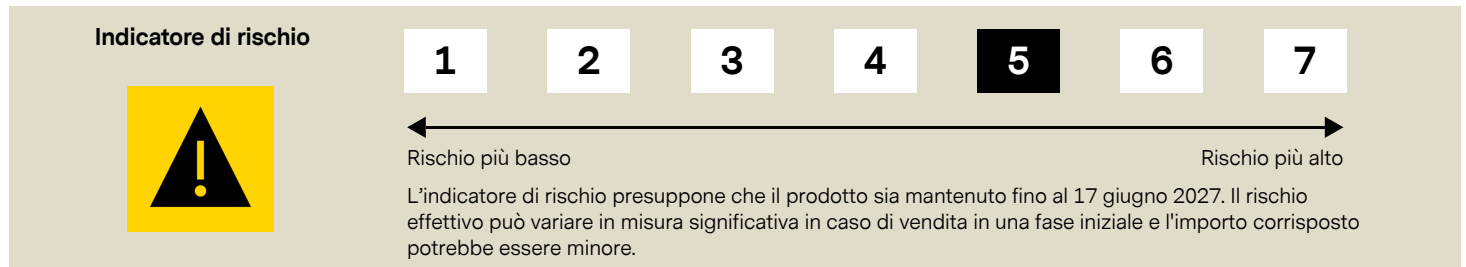 Indicatore di rischio
1 2 3 4 5 6 7
Rischio più basso
Rischio più alto
L’indicatore di rischio presuppone che il prodotto sia mantenuto fino al 17 giugno 2027. Il rischio
effettivo può variare in misura significativa in caso di vendita in una fase iniziale e l'importo corrisposto
potrebbe essere minore.